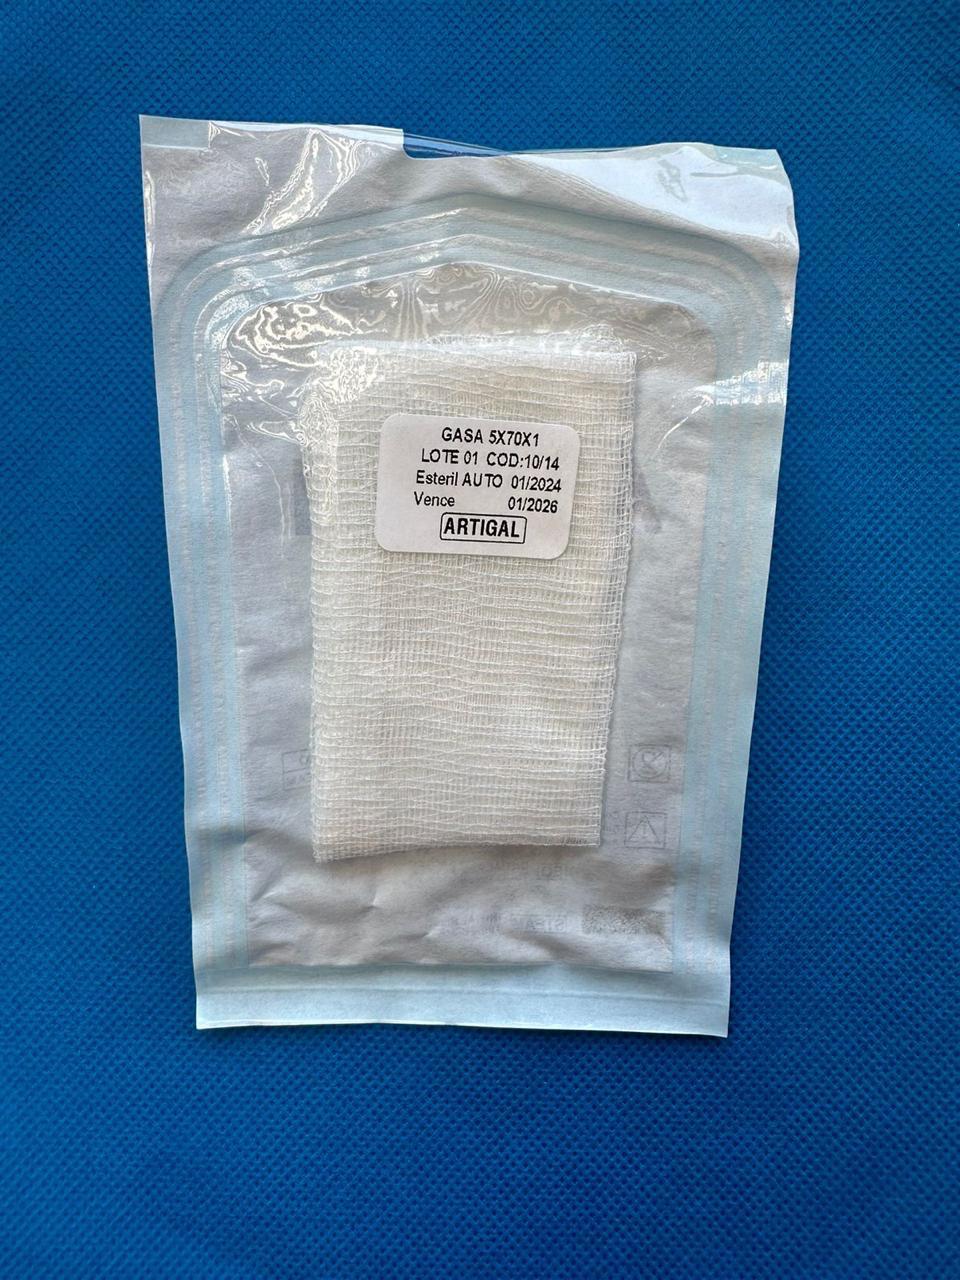 GASA 5X70X1
LOTE 01 COD:10/14
Esteril AUTO 01/2024
Vence 01/2026
ARTIGAL